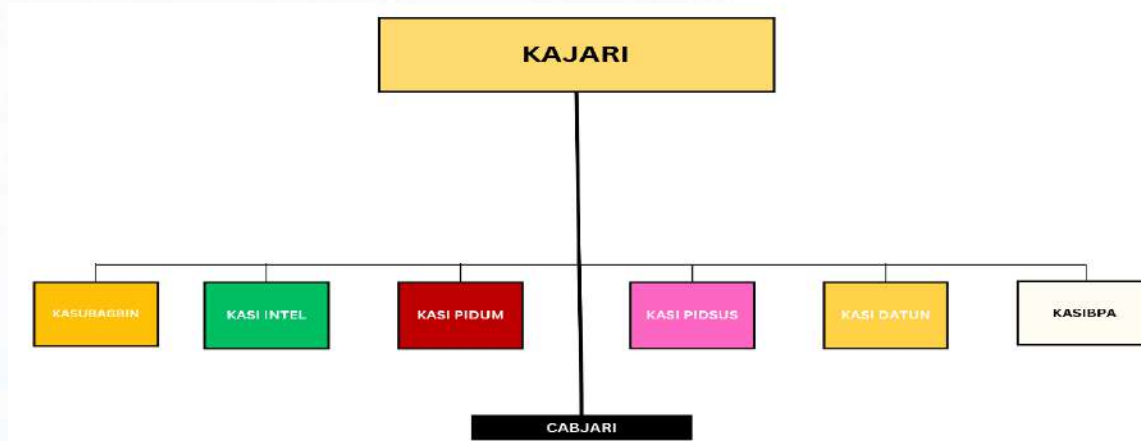 KAJARI
KASUBAGBIN
KASI INTEL
KASI PIDUM
KASI PIDSUS
KASI DATUN
KASIBPA
CABJARI